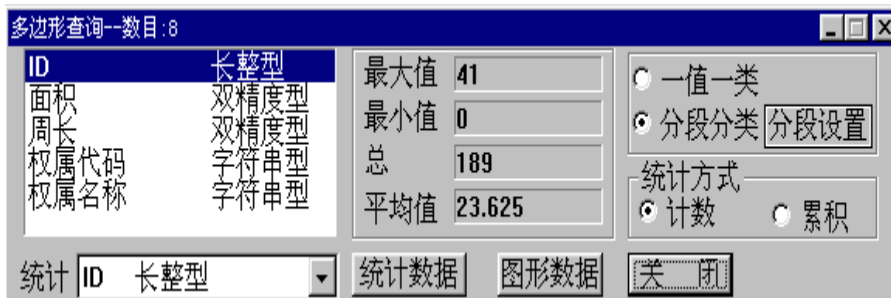 多边形查询--数目:8
ID 长整型
面积 双精度型
周长 双精度型
权属代码 字符串型
权属名称 字符串型
最大值 41
最小值 0
总 189
平均值 23.625
一值一类
分段分类 分段设置
统计方式
计数 累积
统计 ID 长整型 统计数据 图形数据 关 闭